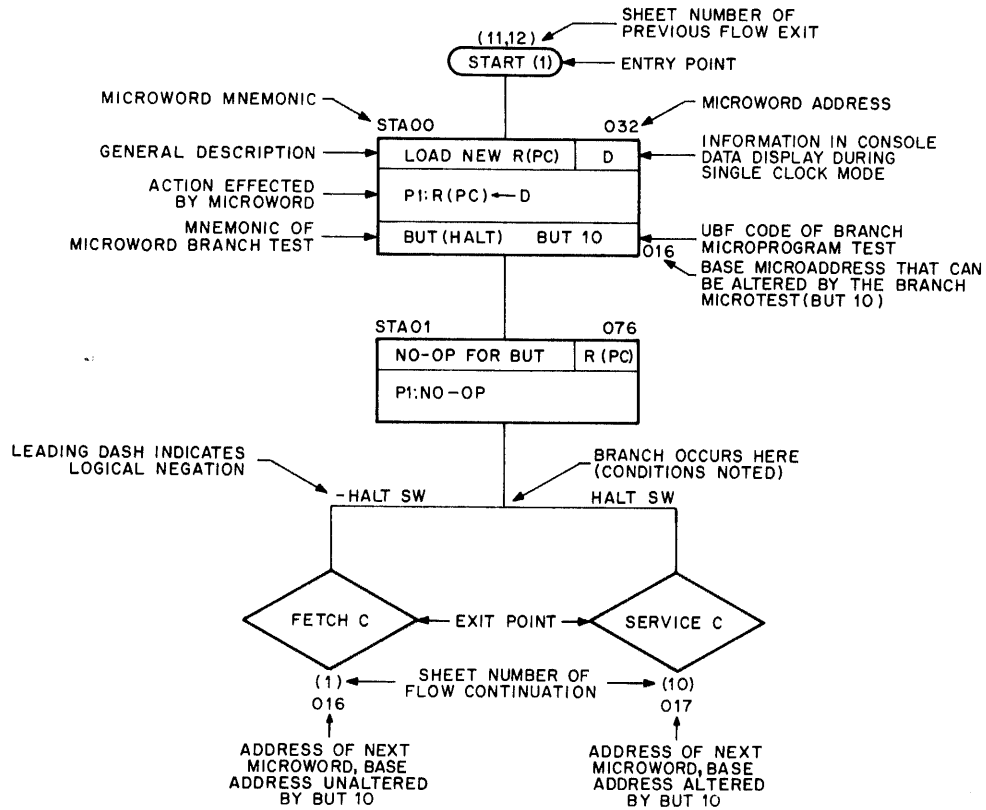 SHEET NUMBER OF
PREVIOUS FLOW EXIT
(11,12)
START (1)
ENTRY POINT
MICROWORD MNEMONIC
MICROWORD ADDRESS
STA00
032
GENERAL DESCRIPTION
LOAD NEW R(PC)
D
INFORMATION IN CONSOLE
DATA DISPLAY DURING
SINGLE CLOCK MODE
ACTION EFFECTED
BY MICROWORD
P1:R(PC)←D
MNEMONIC OF
MICROWORD BRANCH TEST
BUT(HALT) BUT 10
UBF CODE OF BRANCH
MICROPROGRAM TEST
016
BASE MICROADDRESS THAT CAN
BE ALTERED BY THE BRANCH
MICROTEST(BUT 10)
STA01
076
NO-OP FOR BUT
R(PC)
P1:NO-OP
LEADING DASH INDICATES
LOGICAL NEGATION
BRANCH OCCURS HERE
(CONDITIONS NOTED)
-HALT SW
HALT SW
FETCH C
EXIT POINT
SERVICE C
(1)
SHEET NUMBER OF
FLOW CONTINUATION
(10)
016
017
ADDRESS OF NEXT
MICROWORD, BASE
ADDRESS UNALTERED
BY BUT 10
ADDRESS OF NEXT
MICROWORD, BASE
ADDRESS ALTERED
BY BUT 10